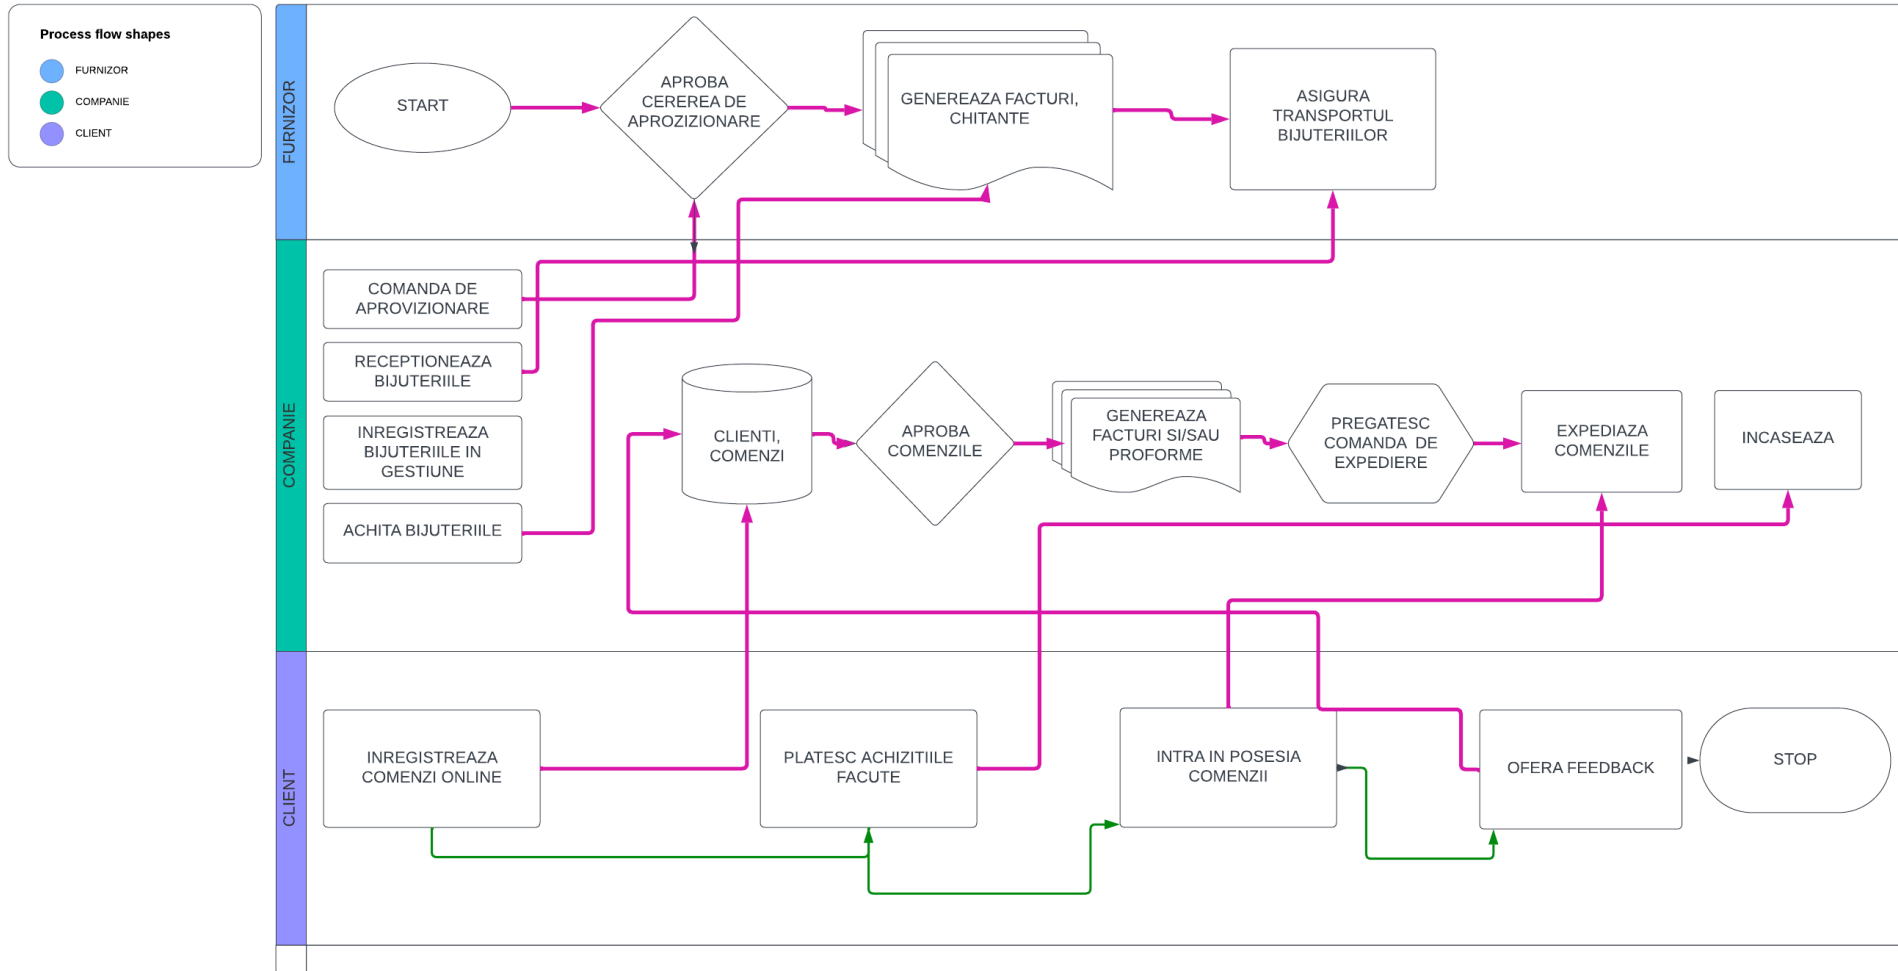 Process flow shapes
FURNIZOR
COMPANIE
CLIENT
FURNIZOR
START
APROBA
CEREREA DE
APROZIZIONARE
GENEREAZA FACTURI,
CHITANTE
ASIGURA
TRANSPORTUL
BIJUTERIILOR
COMPANIE
COMANDA DE
APROVIZIONARE
RECEPTIONEAZA
BIJUTERIILE
INREGISTREAZA
BIJUTERIILE IN
GESTIUNE
ACHITA BIJUTERIILE
CLIENTI,
COMENZI
APROBA
COMENZILE
GENEREAZA
FACTURI SI/SAU
PROFORME
PREGATESC
COMANDA DE
EXPEDIERE
EXPEDIAZA
COMENZILE
INCASEAZA
CLIENT
INREGISTREAZA
COMENZI ONLINE
PLATESC ACHIZITIILE
FACUTE
INTRA IN POSESIA
COMENZII
OFERA FEEDBACK
STOP